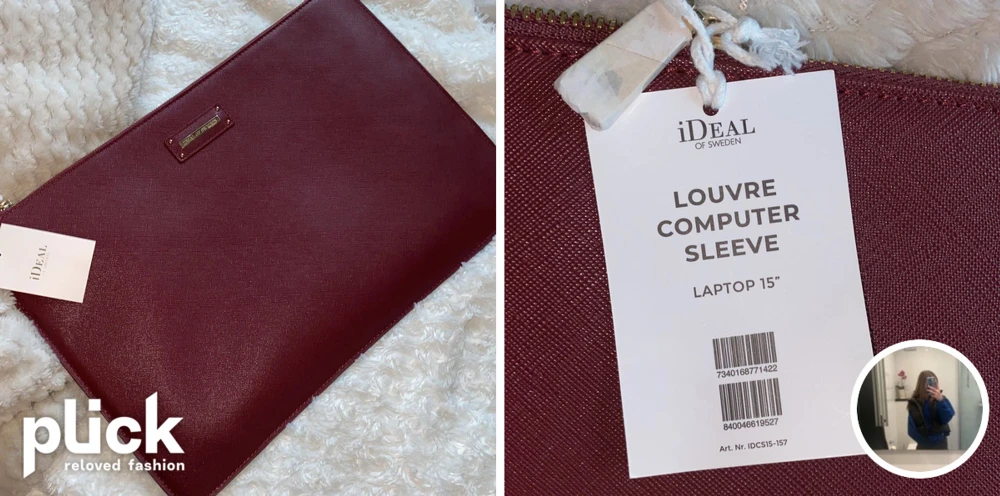 iDEAL
plick
reloved fashion
iDEAL
OF SWEDEN
LOUVRE
COMPUTER
SLEEVE
LAPTOP 15”
7340168771422
840046619527
Art. Nr. IDCS15-157